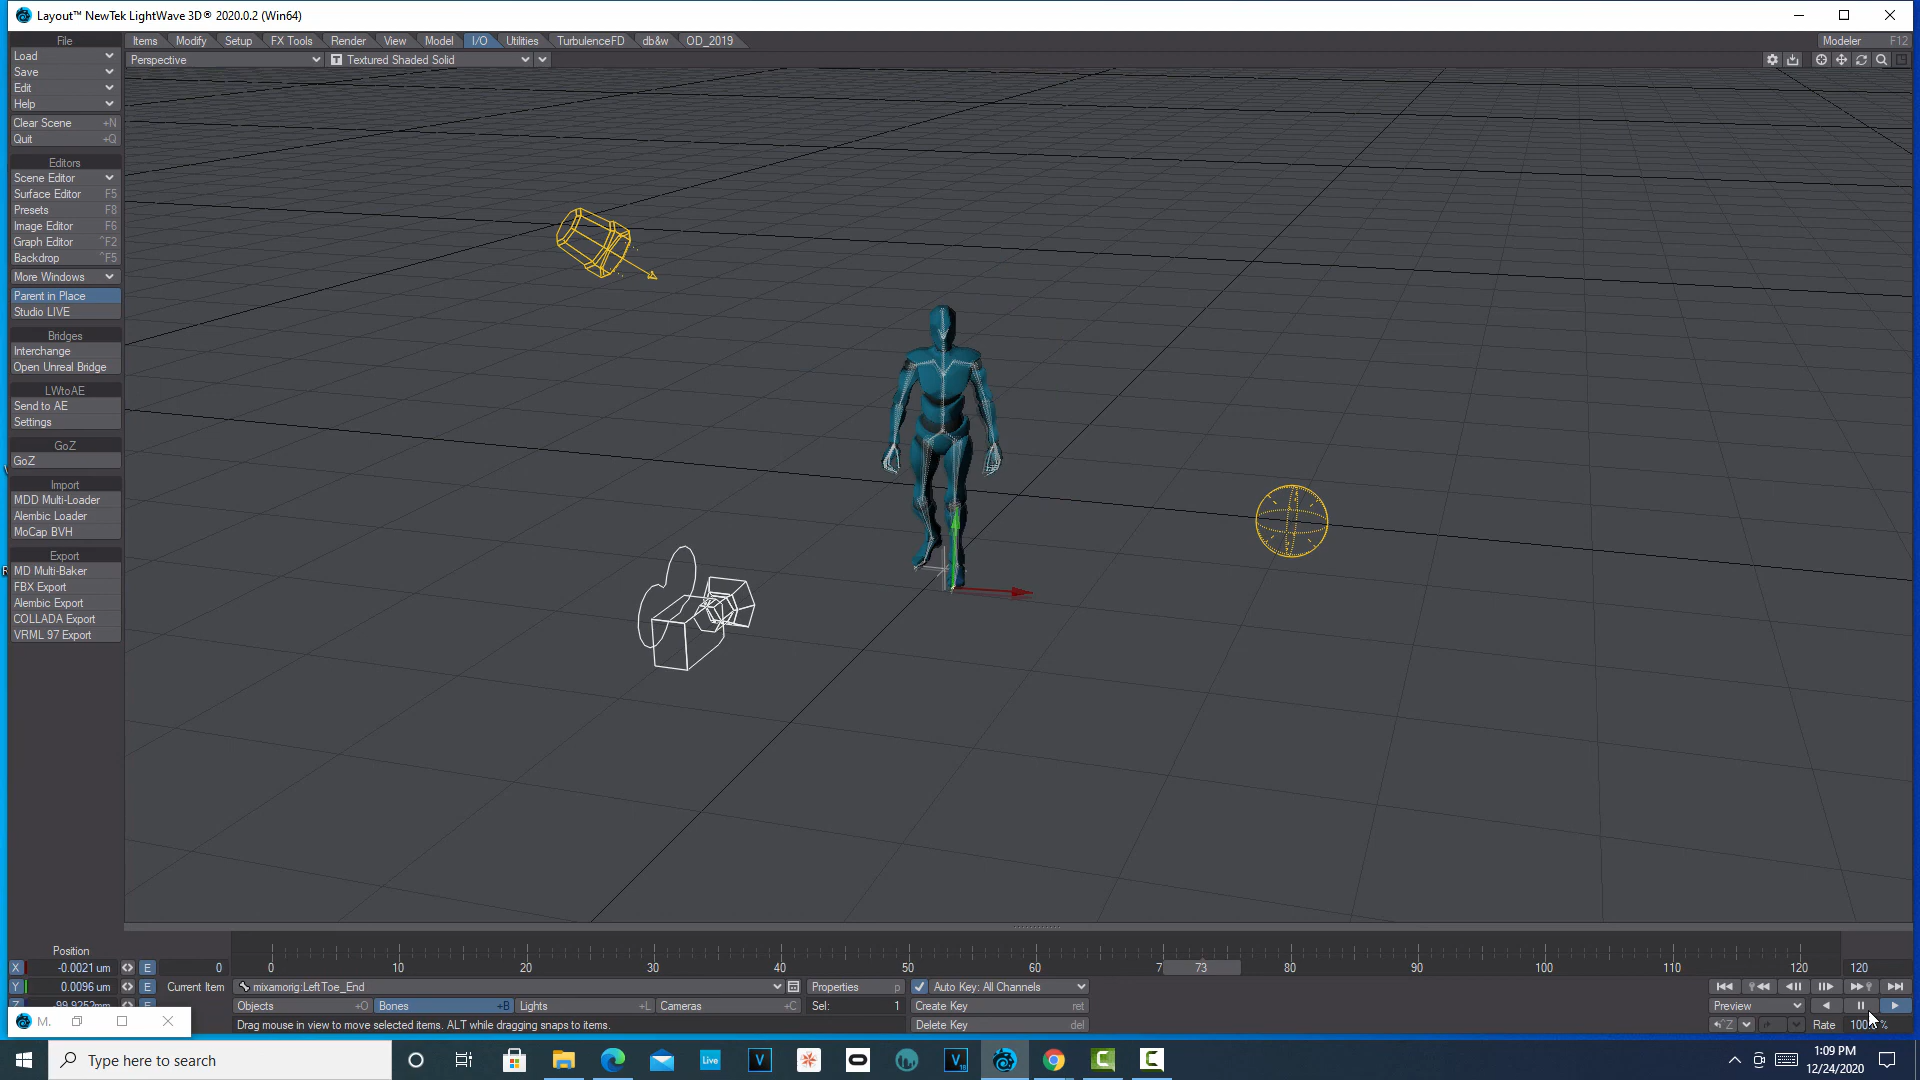 Layout™ NewTek LightWave 3D® 2020.0.2 (Win64)
File
Items Modify Setup FX Tools Render View Model I/O Utilities TurbulenceFD db&w OD_2019
Modeler F12
Perspective
Textured Shaded Solid
Load
Save
Edit
Help
Clear Scene +N
Quit +Q
Editors
Scene Editor
Surface Editor F5
Presets F8
Image Editor F6
Graph Editor ^F2
Backdrop ^F5
More Windows
Parent in Place
Studio LIVE
Bridges
Interchange
Open Unreal Bridge
LWtoAE
Send to AE
Settings
GoZ
GoZ
Import
MDD Multi-Loader
Alembic Loader
MoCap BVH
Export
MD Multi-Baker
FBX Export
Alembic Export
COLLADA Export
VRML 97 Export
Position
X -0.0021 um E 0
0 10 20 30 40 50 60 7 73 80 90 100 110 120 120
Y 0.0096 um E Current Item mixamorig:LeftToe_End Properties p Auto Key: All Channels
Z -99.9252mm Objects +O Bones +B Lights +L Cameras +C Sel: 1 Create Key ret Preview
M. Drag mouse in view to move selected items. ALT while dragging snaps to items. Delete Key del ^Z Rate
Type here to search
Live
1:09 PM
12/24/2020